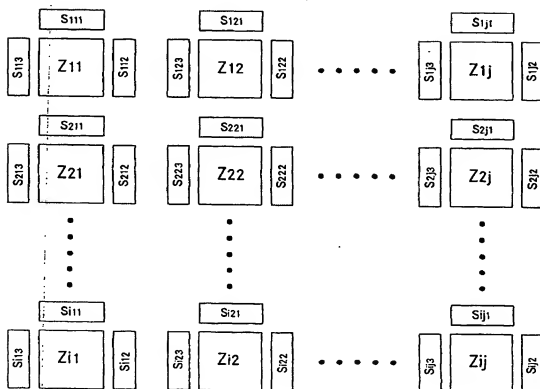 S111 S121 S1j1
S113 Z11 S112 S123 Z12 S122 S1j3 Z1j S1j2
S211 S221 S2j1
S213 Z21 S212 S223 Z22 S222 S2j3 Z2j S2j2
Si11 Si21 Sij1
Si13 Zi1 Si12 Si23 Zi2 Si22 Sij3 Zij Sij2